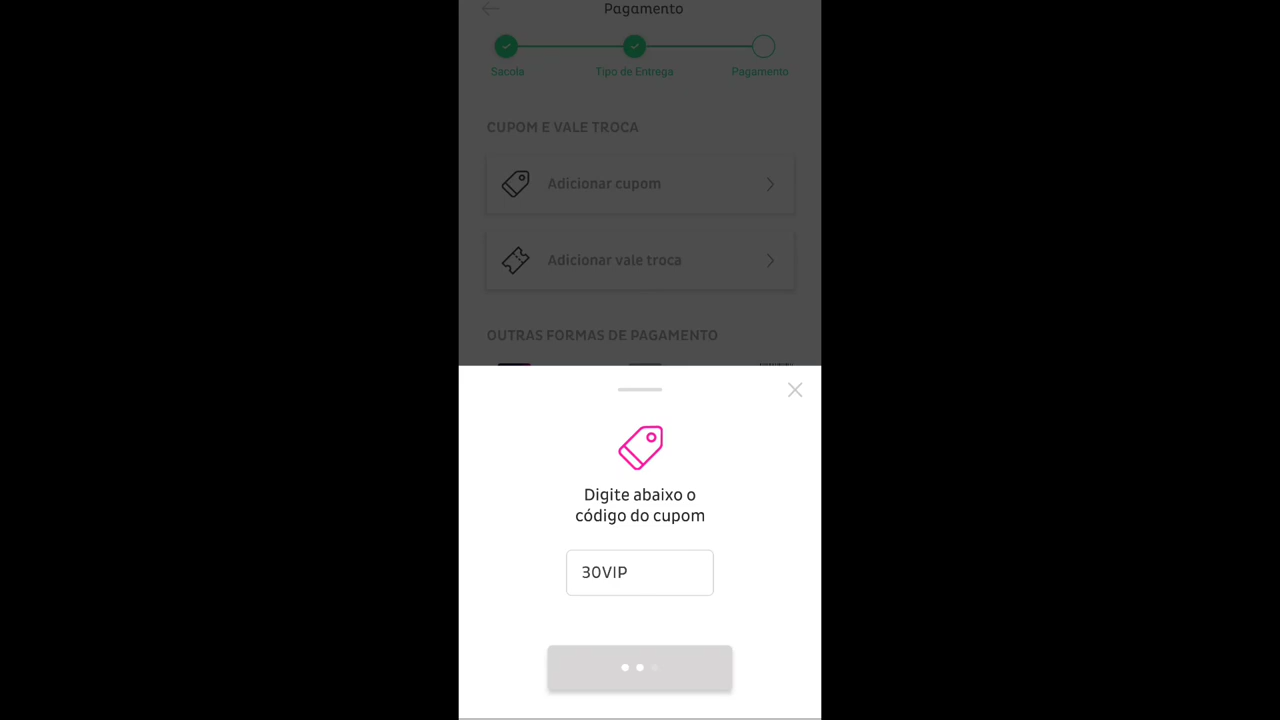 Pagamento
Sacola
Tipo de Entrega
Pagamento
CUPOM E VALE TROCA
Adicionar cupom
Adicionar vale troca
OUTRAS FORMAS DE PAGAMENTO
Digite abaixo o
código do cupom
30VIP